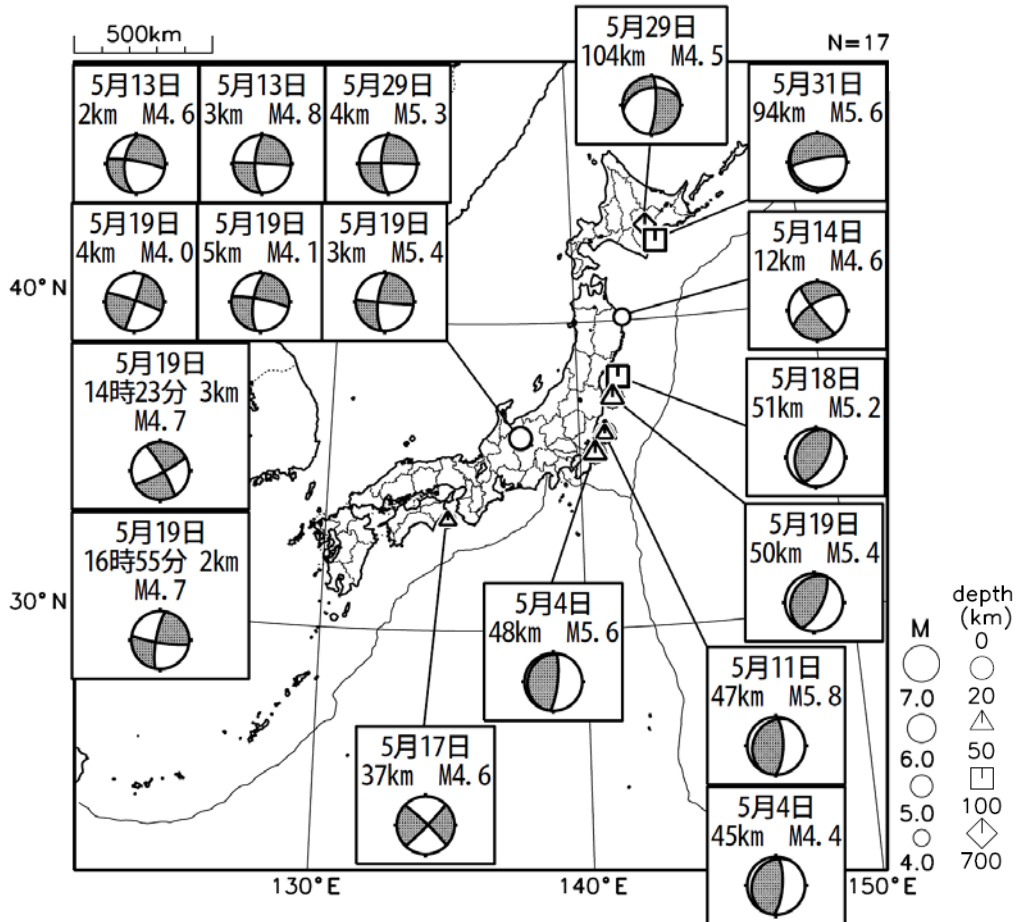 500km
N=17
5月13日
2km M4.6
5月13日
3km M4.8
5月29日
4km M5.3
5月29日
104km M4.5
5月31日
94km M5.6
5月19日
4km M4.0
5月19日
5km M4.1
5月19日
3km M5.4
5月14日
12km M4.6
40°N
5月19日
14時23分 3km
M4.7
5月18日
51km M5.2
5月19日
16時55分 2km
M4.7
5月19日
50km M5.4
30°N
5月4日
48km M5.6
5月11日
47km M5.8
5月17日
37km M4.6
5月4日
45km M4.4
M
7.0
6.0
5.0
4.0
depth
(km)
0
20
50
100
700
130°E
140°E
150°E